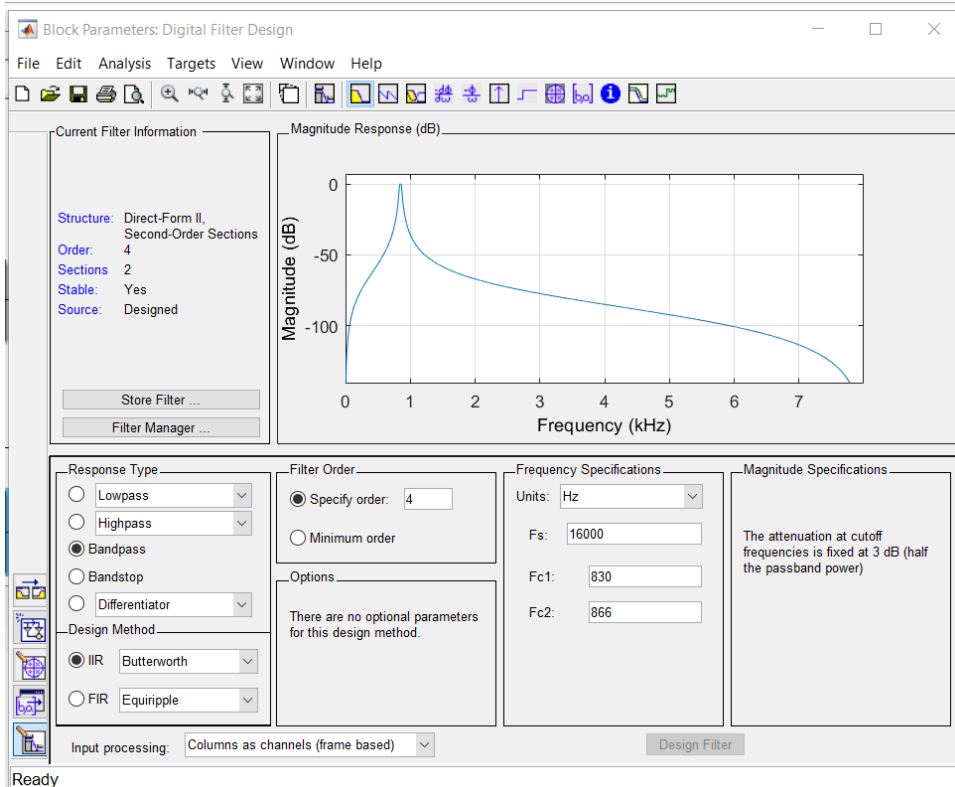 Block Parameters: Digital Filter Design
File Edit Analysis Targets View Window Help
Current Filter Information
Structure: Direct-Form II,
Second-Order Sections
Order: 4
Sections 2
Stable: Yes
Source: Designed
Store Filter ...
Filter Manager ...
Magnitude Response (dB)
Magnitude (dB)
0
-50
-100
0 1 2 3 4 5 6 7
Frequency (kHz)
Response Type
Lowpass
Highpass
Bandpass
Bandstop
Differentiator
Design Method
IIR Butterworth
FIR Equiripple
Filter Order
Specify order: 4
Minimum order
Options
There are no optional parameters
for this design method.
Frequency Specifications
Units: Hz
Fs: 16000
Fc1: 830
Fc2: 866
Magnitude Specifications
The attenuation at cutoff
frequencies is fixed at 3 dB (half
the passband power)
Input processing: Columns as channels (frame based)
Design Filter
Ready